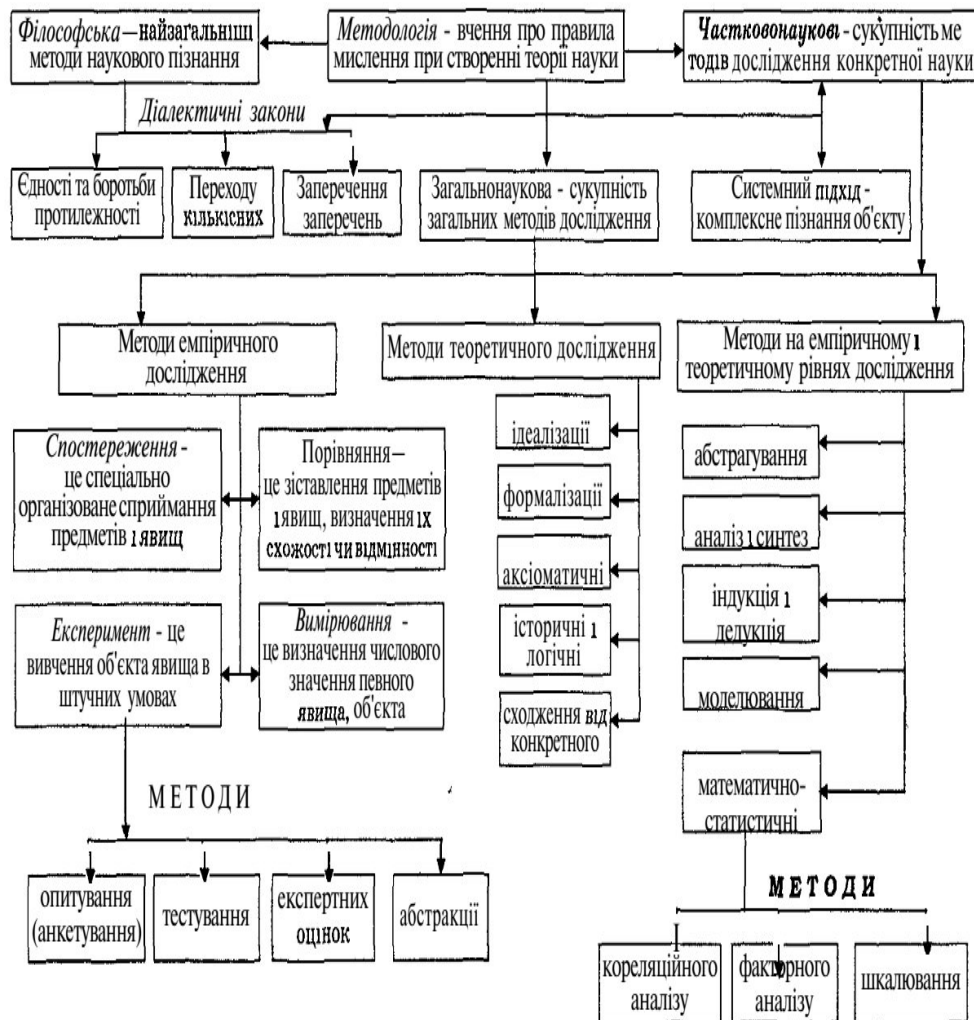 Філософська — найзагальніші
методи наукового пізнання
Методологія - вчення про правила
мислення при створенні теорії науки
Частковонаукові - сукупність ме
тодів дослідження конкретної науки
Діалектичні закони
Єдності та боротьби
протилежності
Переходу
кількісних
Заперечення
заперечень
Загальнонаукова - сукупність
загальних методів дослідження
Системний підхід -
комплексне пізнання об'єкту
Методи емпіричного
дослідження
Методи теоретичного дослідження
Методи на емпіричному і
теоретичному рівнях дослідження
Спостереження -
це спеціально
організоване сприймання
предметів і явищ
Порівняння —
це зіставлення предметів
і явищ, визначення їх
схожості чи відмінності
Експеримент - це
вивчення об'єкта явища в
штучних умовах
Вимірювання -
це визначення числового
значення певного
явища, об'єкта
ідеалізації
формалізації
аксіоматичні
історичні і
логічні
сходження від
конкретного
абстрагування
аналіз і синтез
індукція і
дедукція
моделювання
математично-
статистичні
МЕТОДИ
опитування
(анкетування)
тестування
експертних
оцінок
абстракції
МЕТОДИ
кореляційного
аналізу
факторного
аналізу
шкалювання